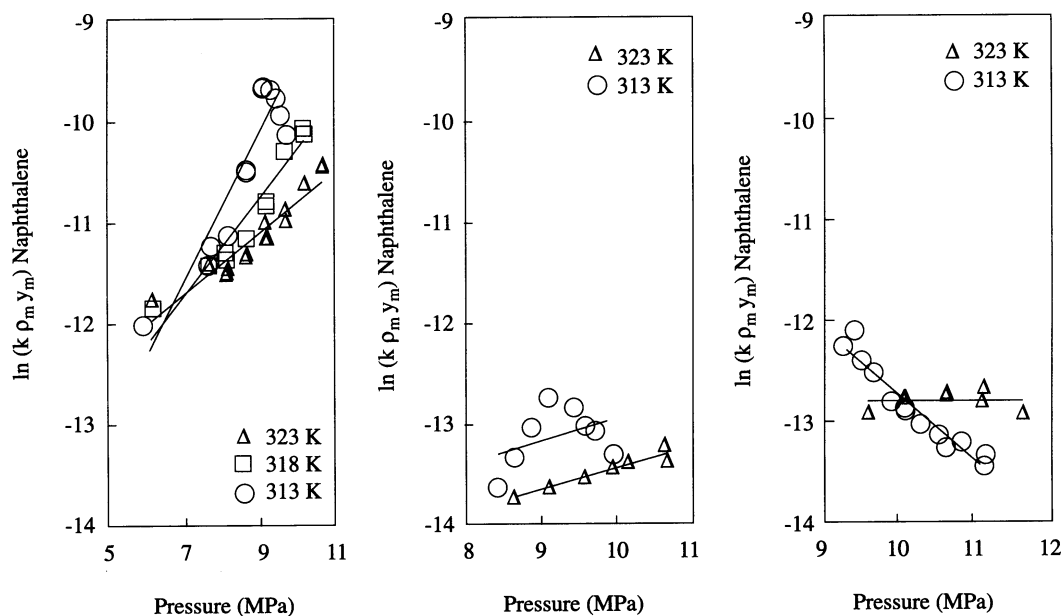 ln (k ρm ym) Naphthalene
-9
-10
-11
-12
-13
-14
5
7
9
11
Pressure (MPa)
323 K
318 K
313 K
ln (k ρm ym) Naphthalene
-9
-10
-11
-12
-13
-14
8
9
10
11
Pressure (MPa)
323 K
313 K
ln (k ρm ym) Naphthalene
-9
-10
-11
-12
-13
-14
9
10
11
12
Pressure (MPa)
323 K
313 K